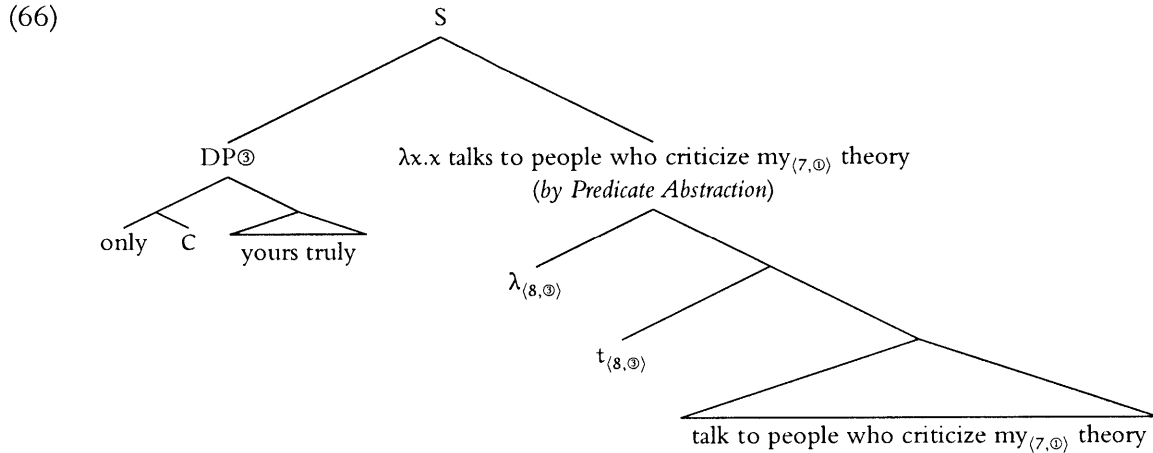 (66)
S
DP③ λx.x talks to people who criticize my⟨7,①⟩ theory
(by Predicate Abstraction)
only C yours truly
λ⟨8,③⟩
t⟨8,③⟩
talk to people who criticize my⟨7,①⟩ theory